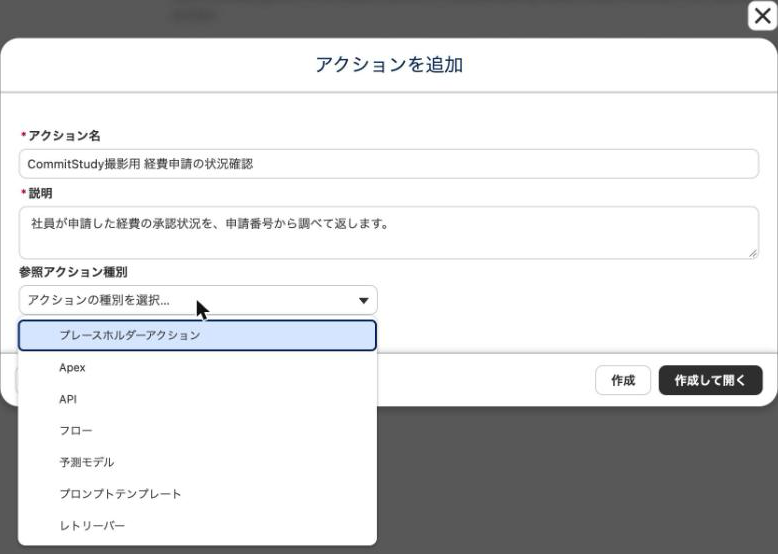 アクションを追加
* アクション名
CommitStudy撮影用 経費申請の状況確認
* 説明
社員が申請した経費の承認状況を、申請番号から調べて返します。
参照アクション種別
アクションの種別を選択...
プレースホルダーアクション
Apex
API
フロー
予測モデル
プロンプトテンプレート
レトリーバー
作成
作成して開く